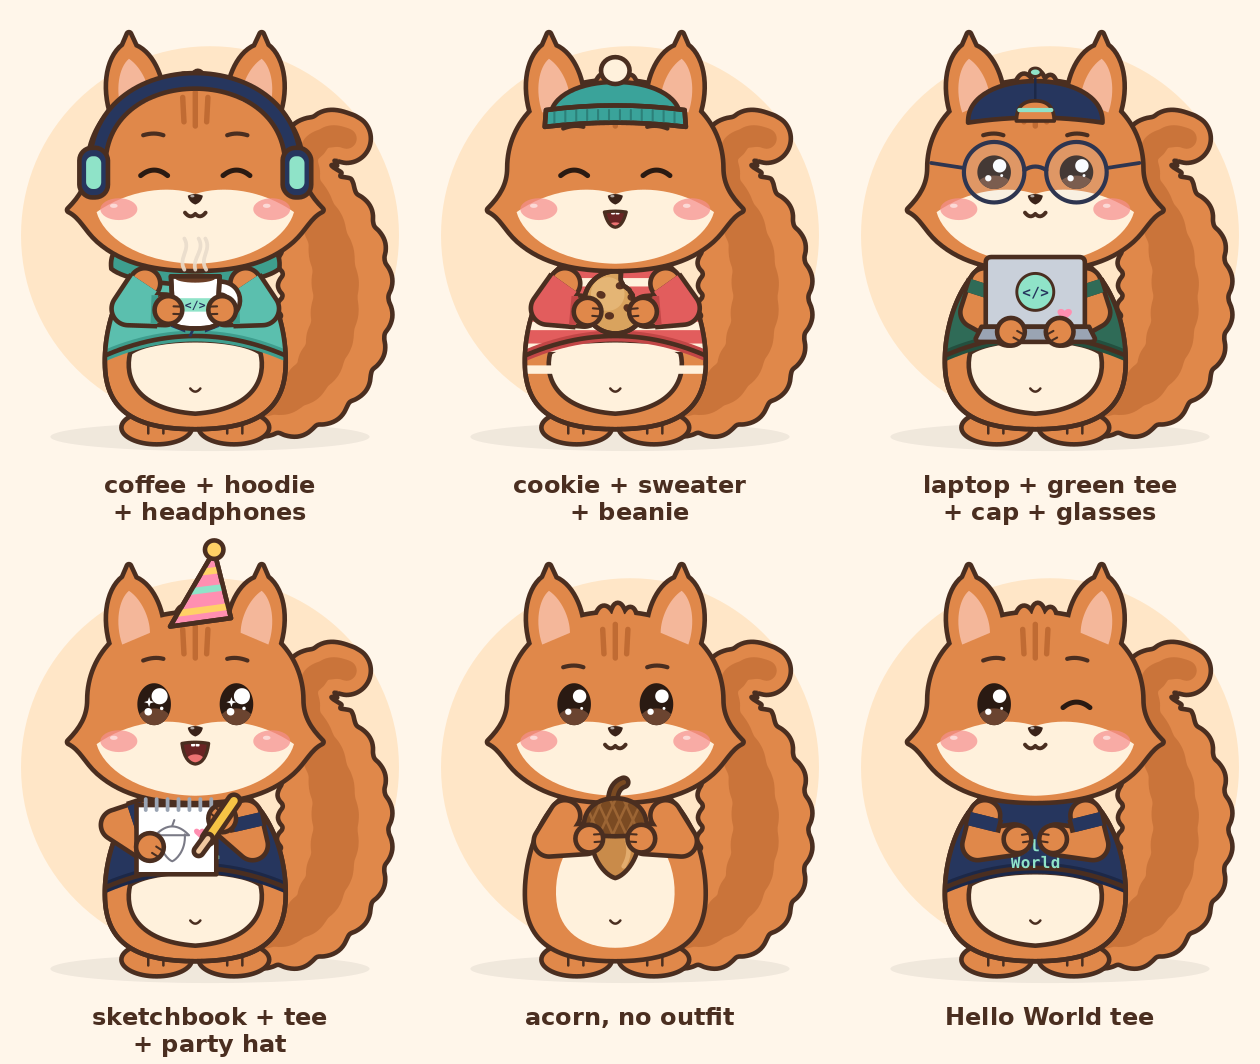 </>
coffee + hoodie
+ headphones
cookie + sweater
+ beanie
</>
laptop + green tee
+ cap + glasses
sketchbook + tee
+ party hat
acorn, no outfit
World
Hello World tee